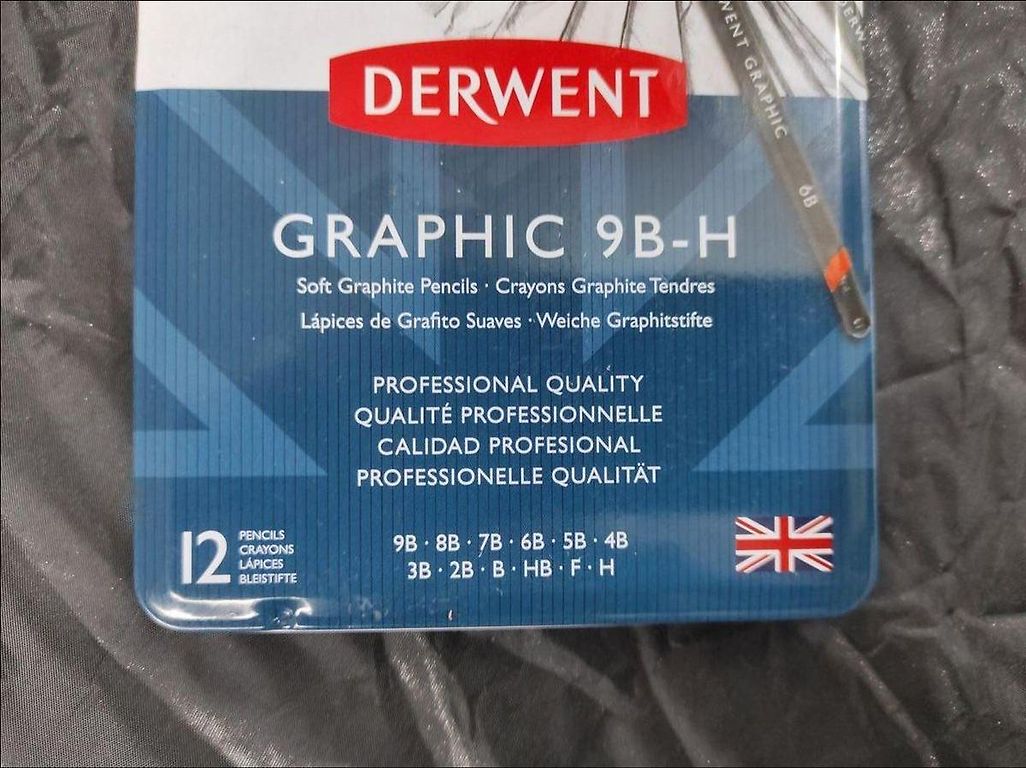 DERWENT
WENT GRAPHIC 6B
DERW
GRAPHIC 9B-H
Soft Graphite Pencils · Crayons Graphite Tendres
Lápices de Grafito Suaves · Weiche Graphitstifte
PROFESSIONAL QUALITY
QUALITÉ PROFESSIONNELLE
CALIDAD PROFESIONAL
PROFESSIONELLE QUALITÄT
12 PENCILS
CRAYONS
LÁPICES
BLEISTIFTE
9B · 8B · 7B · 6B · 5B · 4B
3B · 2B · B · HB · F · H